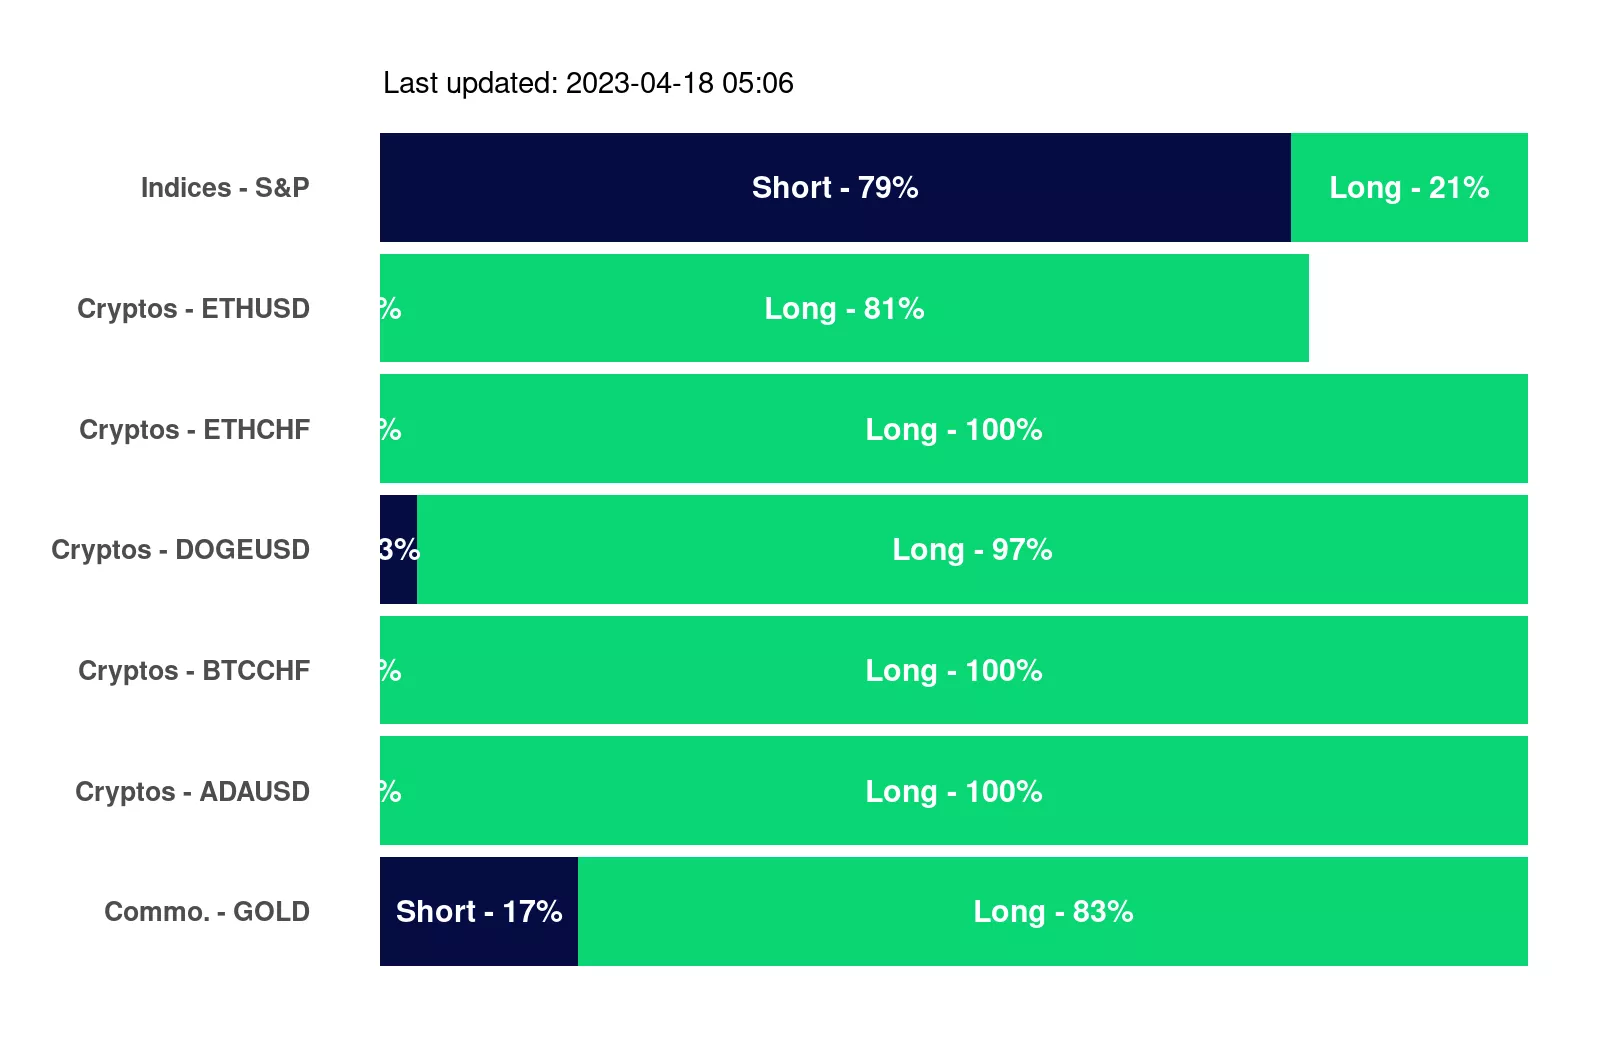 Last updated: 2023-04-18 05:06
Indices - S&P Short - 79% Long - 21%
Cryptos - ETHUSD % Long - 81%
Cryptos - ETHCHF % Long - 100%
Cryptos - DOGEUSD 3% Long - 97%
Cryptos - BTCCHF % Long - 100%
Cryptos - ADAUSD % Long - 100%
Commo. - GOLD Short - 17% Long - 83%